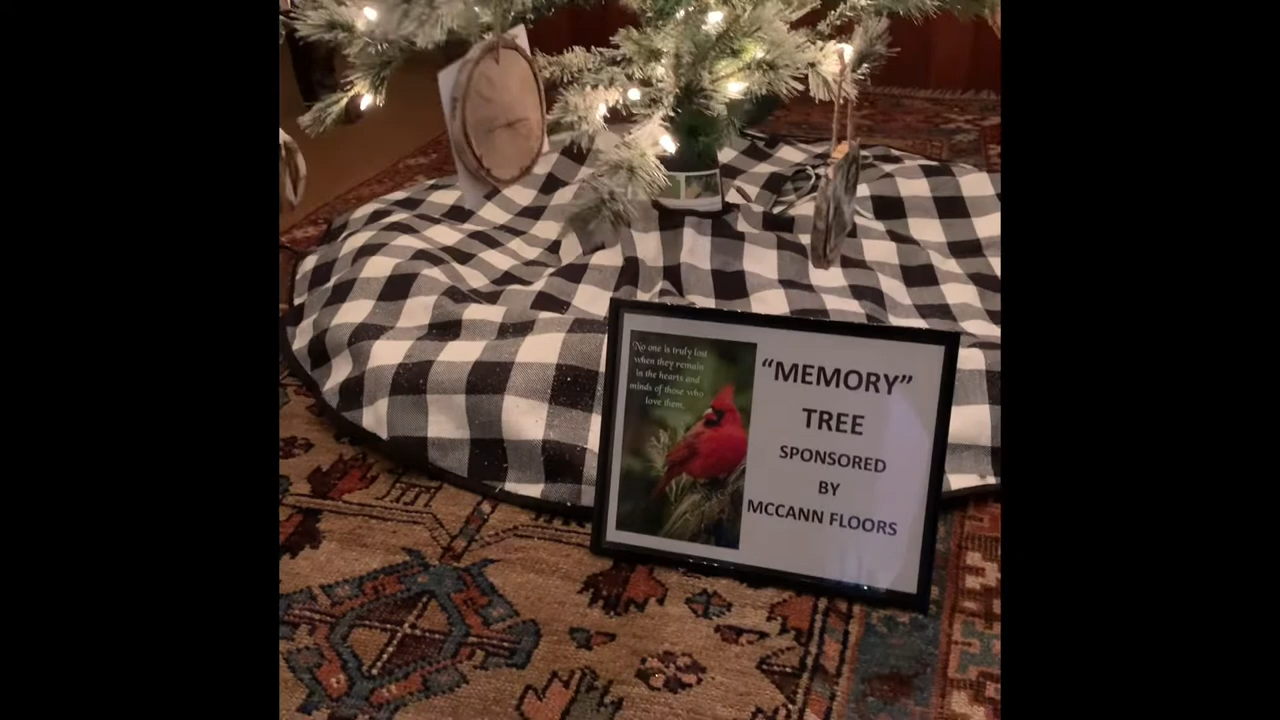 No one is truly lost
when they remain
in the hearts and
minds of those who
love them.
“MEMORY”
TREE
SPONSORED
BY
MCCANN FLOORS